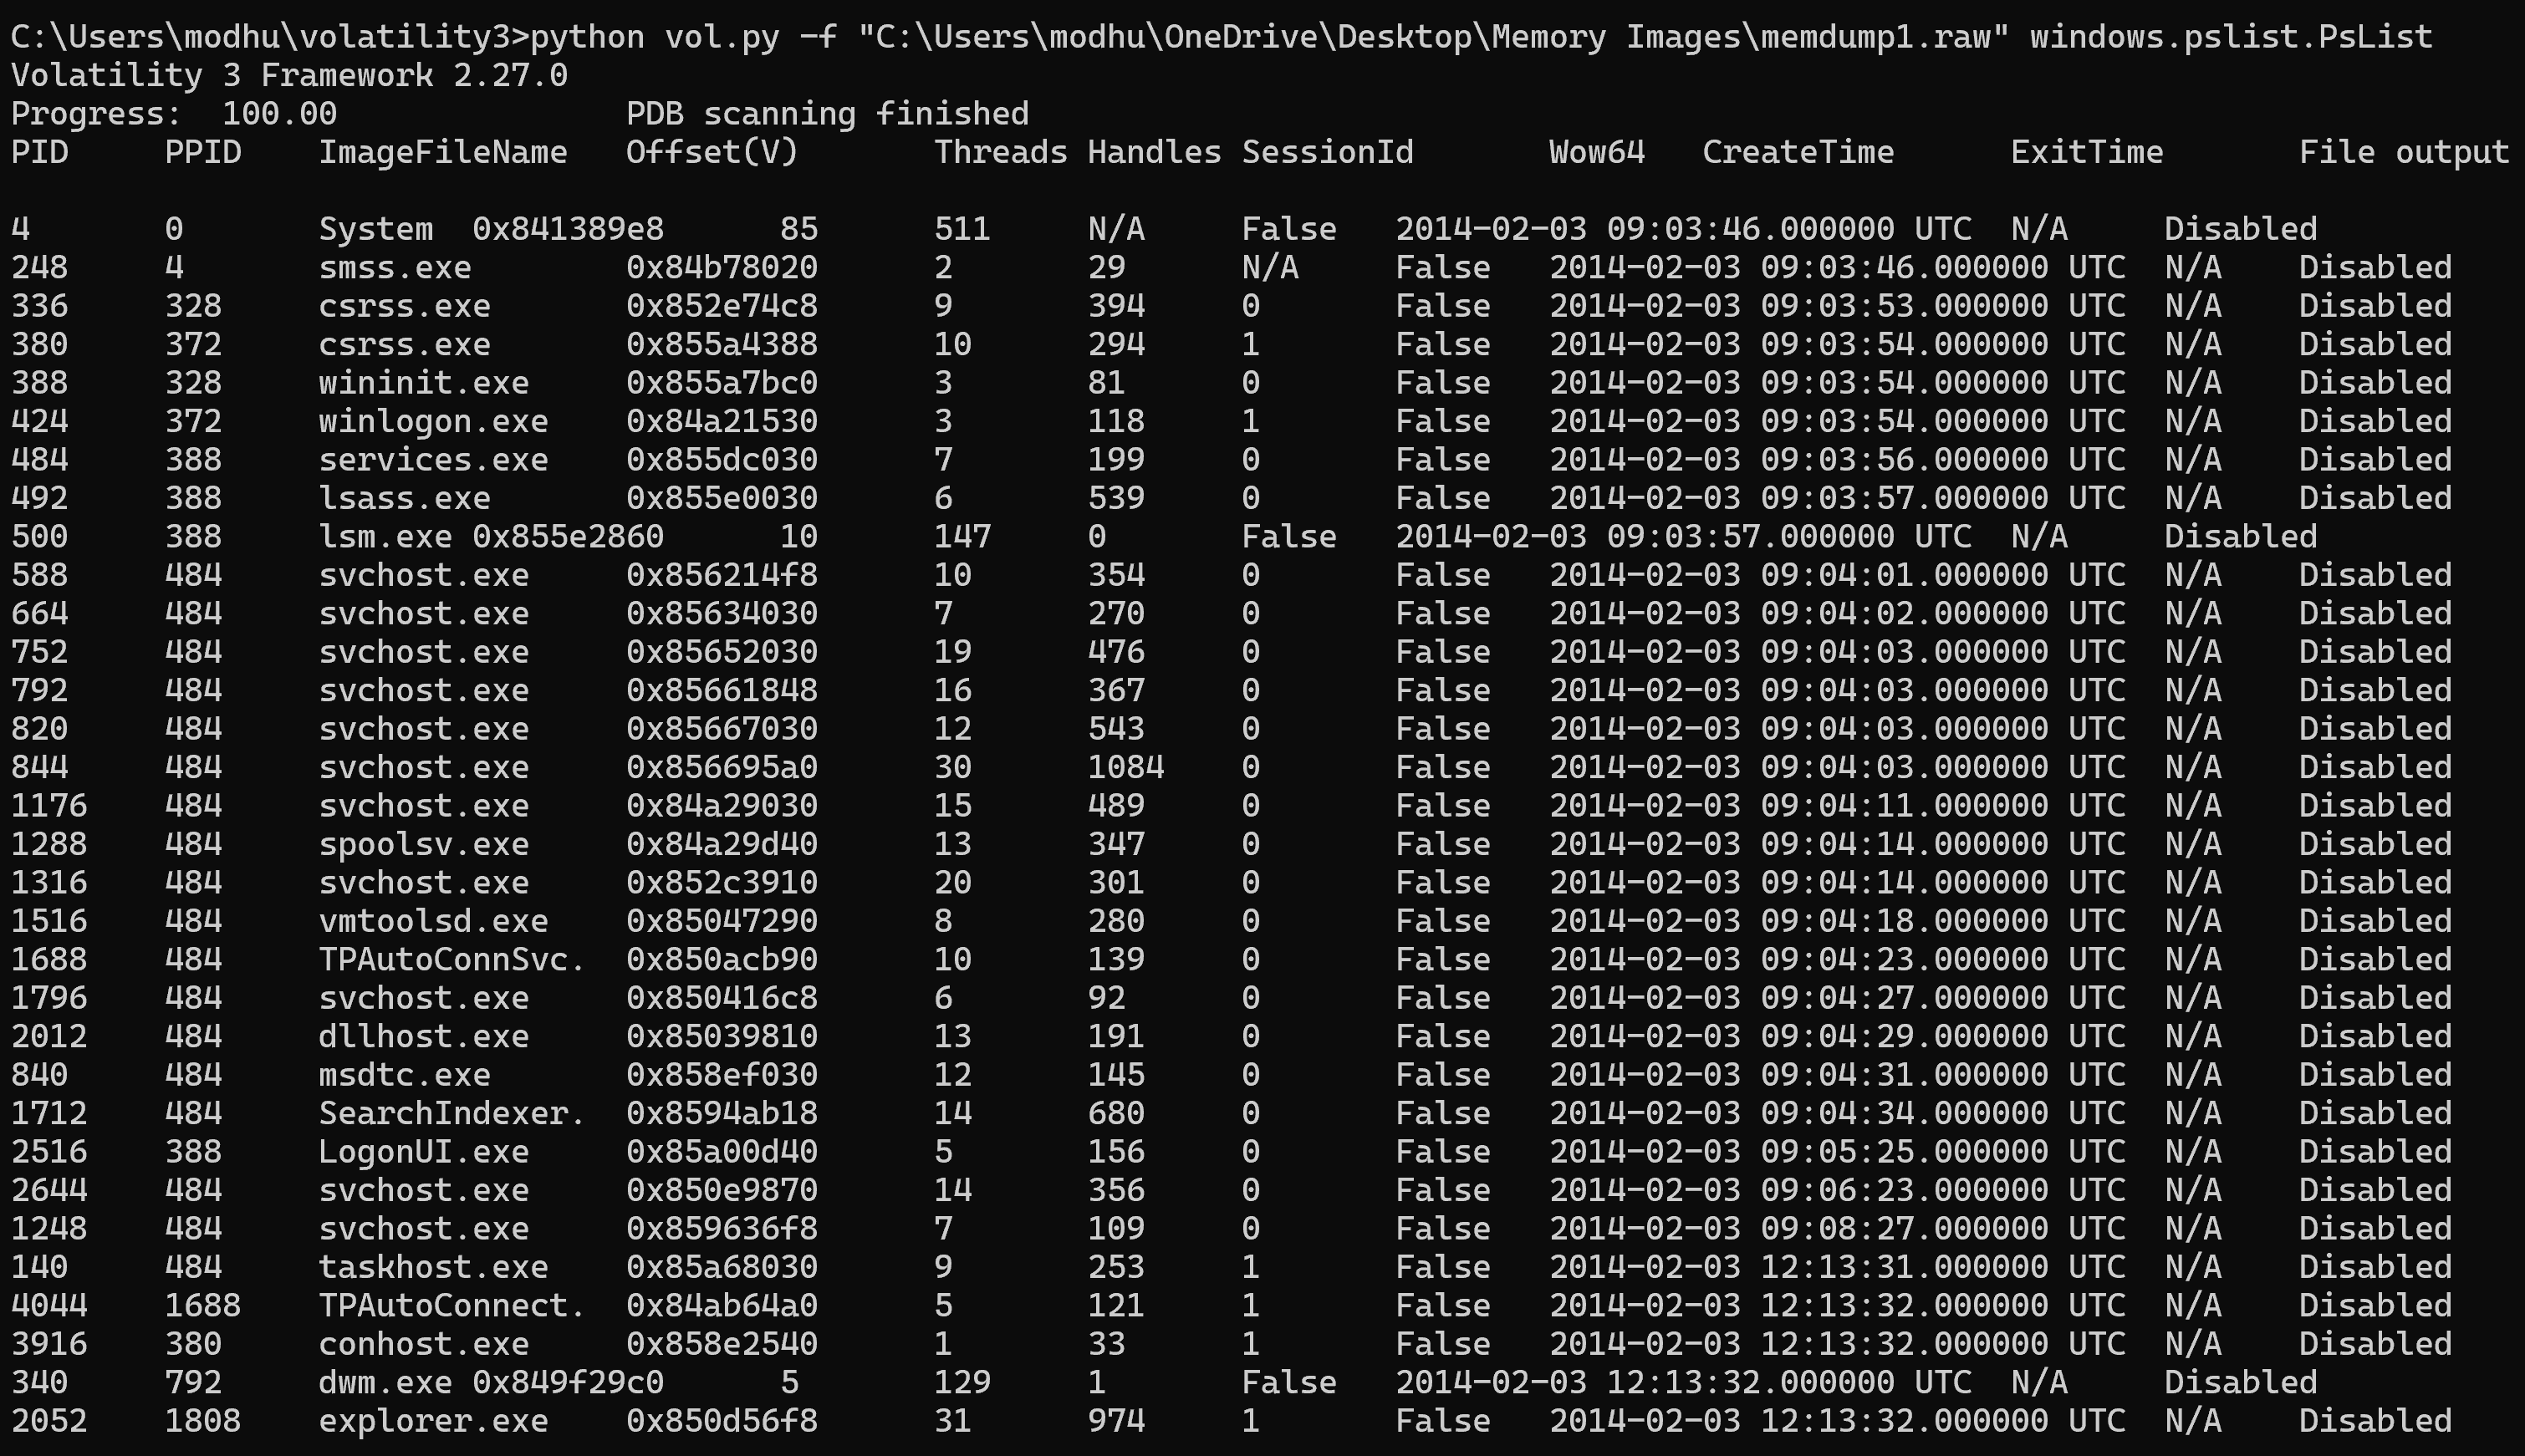 C:\Users\modhu\volatility3>python vol.py -f "C:\Users\modhu\OneDrive\Desktop\Memory Images\memdump1.raw" windows.pslist.PsList
Volatility 3 Framework 2.27.0
Progress:  100.00               PDB scanning finished
PID     PPID    ImageFileName   Offset(V)       Threads Handles SessionId       Wow64   CreateTime      ExitTime        File output
4       0       System  0x841389e8      85      511     N/A     False   2014-02-03 09:03:46.000000 UTC  N/A     Disabled
248     4       smss.exe        0x84b78020      2       29      N/A     False   2014-02-03 09:03:46.000000 UTC  N/A     Disabled
336     328     csrss.exe       0x852e74c8      9       394     0       False   2014-02-03 09:03:53.000000 UTC  N/A     Disabled
380     372     csrss.exe       0x855a4388      10      294     1       False   2014-02-03 09:03:54.000000 UTC  N/A     Disabled
388     328     wininit.exe     0x855a7bc0      3       81      0       False   2014-02-03 09:03:54.000000 UTC  N/A     Disabled
424     372     winlogon.exe    0x84a21530      3       118     1       False   2014-02-03 09:03:54.000000 UTC  N/A     Disabled
484     388     services.exe    0x855dc030      7       199     0       False   2014-02-03 09:03:56.000000 UTC  N/A     Disabled
492     388     lsass.exe       0x855e0030      6       539     0       False   2014-02-03 09:03:57.000000 UTC  N/A     Disabled
500     388     lsm.exe 0x855e2860      10      147     0       False   2014-02-03 09:03:57.000000 UTC  N/A     Disabled
588     484     svchost.exe     0x856214f8      10      354     0       False   2014-02-03 09:04:01.000000 UTC  N/A     Disabled
664     484     svchost.exe     0x85634030      7       270     0       False   2014-02-03 09:04:02.000000 UTC  N/A     Disabled
752     484     svchost.exe     0x85652030      19      476     0       False   2014-02-03 09:04:03.000000 UTC  N/A     Disabled
792     484     svchost.exe     0x85661848      16      367     0       False   2014-02-03 09:04:03.000000 UTC  N/A     Disabled
820     484     svchost.exe     0x85667030      12      543     0       False   2014-02-03 09:04:03.000000 UTC  N/A     Disabled
844     484     svchost.exe     0x856695a0      30      1084    0       False   2014-02-03 09:04:03.000000 UTC  N/A     Disabled
1176    484     svchost.exe     0x84a29030      15      489     0       False   2014-02-03 09:04:11.000000 UTC  N/A     Disabled
1288    484     spoolsv.exe     0x84a29d40      13      347     0       False   2014-02-03 09:04:14.000000 UTC  N/A     Disabled
1316    484     svchost.exe     0x852c3910      20      301     0       False   2014-02-03 09:04:14.000000 UTC  N/A     Disabled
1516    484     vmtoolsd.exe    0x85047290      8       280     0       False   2014-02-03 09:04:18.000000 UTC  N/A     Disabled
1688    484     TPAutoConnSvc.  0x850acb90      10      139     0       False   2014-02-03 09:04:23.000000 UTC  N/A     Disabled
1796    484     svchost.exe     0x850416c8      6       92      0       False   2014-02-03 09:04:27.000000 UTC  N/A     Disabled
2012    484     dllhost.exe     0x85039810      13      191     0       False   2014-02-03 09:04:29.000000 UTC  N/A     Disabled
840     484     msdtc.exe       0x858ef030      12      145     0       False   2014-02-03 09:04:31.000000 UTC  N/A     Disabled
1712    484     SearchIndexer.  0x8594ab18      14      680     0       False   2014-02-03 09:04:34.000000 UTC  N/A     Disabled
2516    388     LogonUI.exe     0x85a00d40      5       156     0       False   2014-02-03 09:05:25.000000 UTC  N/A     Disabled
2644    484     svchost.exe     0x850e9870      14      356     0       False   2014-02-03 09:06:23.000000 UTC  N/A     Disabled
1248    484     svchost.exe     0x859636f8      7       109     0       False   2014-02-03 09:08:27.000000 UTC  N/A     Disabled
140     484     taskhost.exe    0x85a68030      9       253     1       False   2014-02-03 12:13:31.000000 UTC  N/A     Disabled
4044    1688    TPAutoConnect.  0x84ab64a0      5       121     1       False   2014-02-03 12:13:32.000000 UTC  N/A     Disabled
3916    380     conhost.exe     0x858e2540      1       33      1       False   2014-02-03 12:13:32.000000 UTC  N/A     Disabled
340     792     dwm.exe 0x849f29c0      5       129     1       False   2014-02-03 12:13:32.000000 UTC  N/A     Disabled
2052    1808    explorer.exe    0x850d56f8      31      974     1       False   2014-02-03 12:13:32.000000 UTC  N/A     Disabled